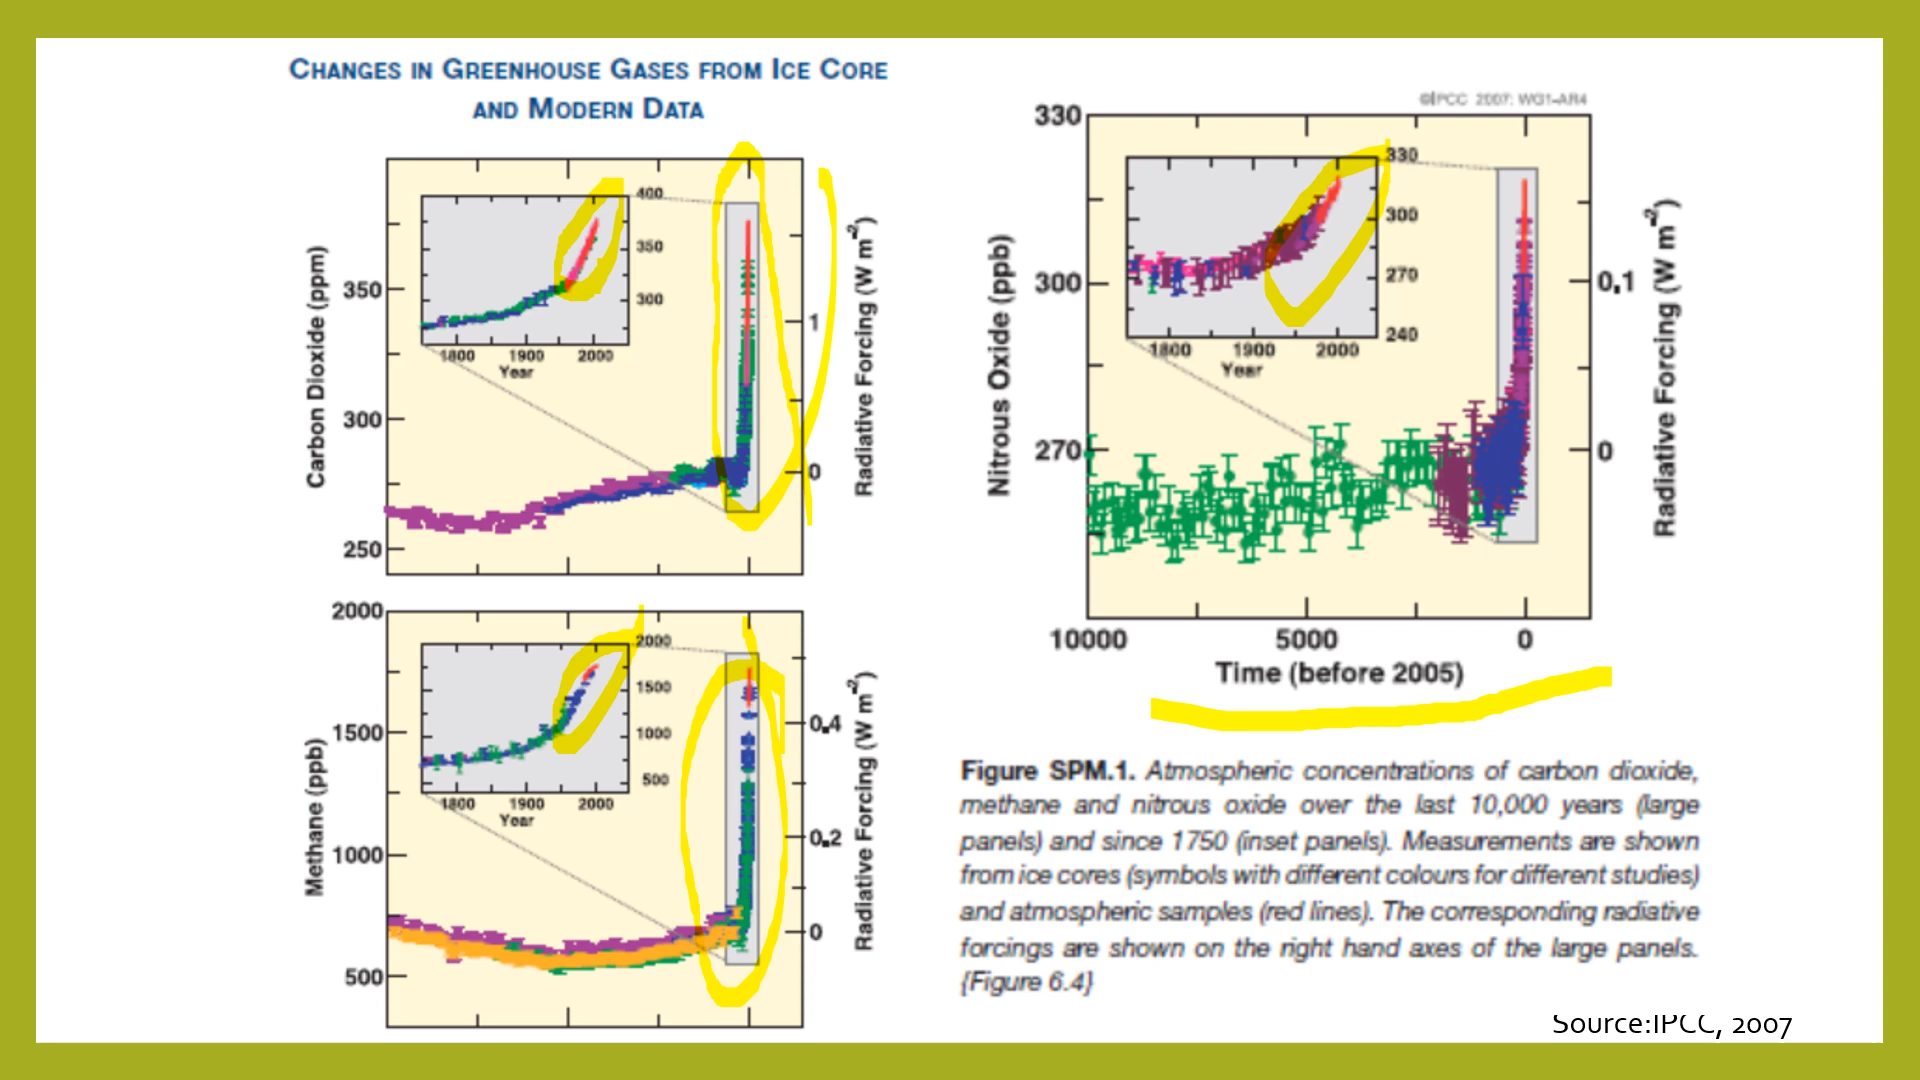 CHANGES IN GREENHOUSE GASES FROM ICE CORE
AND MODERN DATA
Carbon Dioxide (ppm)
350
300
250
400
350
300
1800 1900 2000
Year
1
0
Radiative Forcing (W m-2)
Methane (ppb)
2000
1500
1000
500
2000
1500
1000
500
1800 1900 2000
Year
0.4
0.2
0
Radiative Forcing (W m-2)
©IPCC 2007: WG1-AR4
Nitrous Oxide (ppb)
330
300
270
330
300
270
240
1800 1900 2000
Year
0.1
0
Radiative Forcing (W m-2)
10000 5000 0
Time (before 2005)
Figure SPM.1. Atmospheric concentrations of carbon dioxide,
methane and nitrous oxide over the last 10,000 years (large
panels) and since 1750 (inset panels). Measurements are shown
from ice cores (symbols with different colours for different studies)
and atmospheric samples (red lines). The corresponding radiative
forcings are shown on the right hand axes of the large panels.
{Figure 6.4}
Source:IPCC, 2007